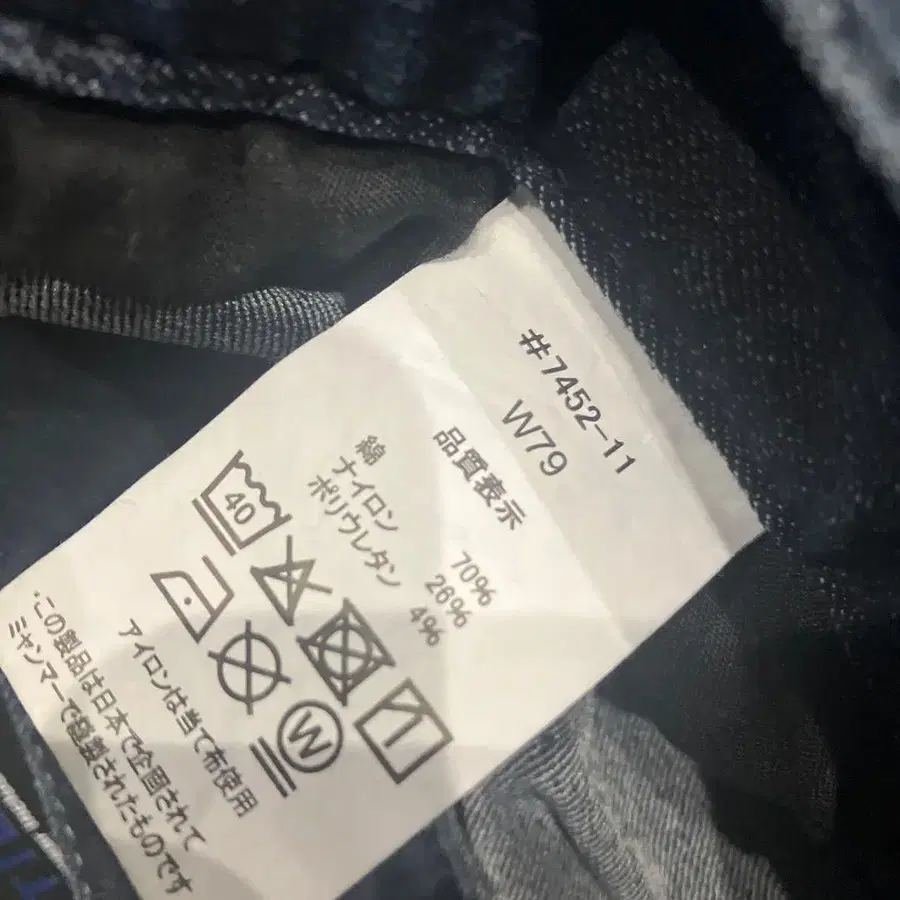 #7452-11
W79
品質表示
綿 70%
ナイロン 26%
ポリウレタン 4%
40
W
アイロンは当て布使用
*この製品は日本で企画されて
ミャンマーで縫製されたものです